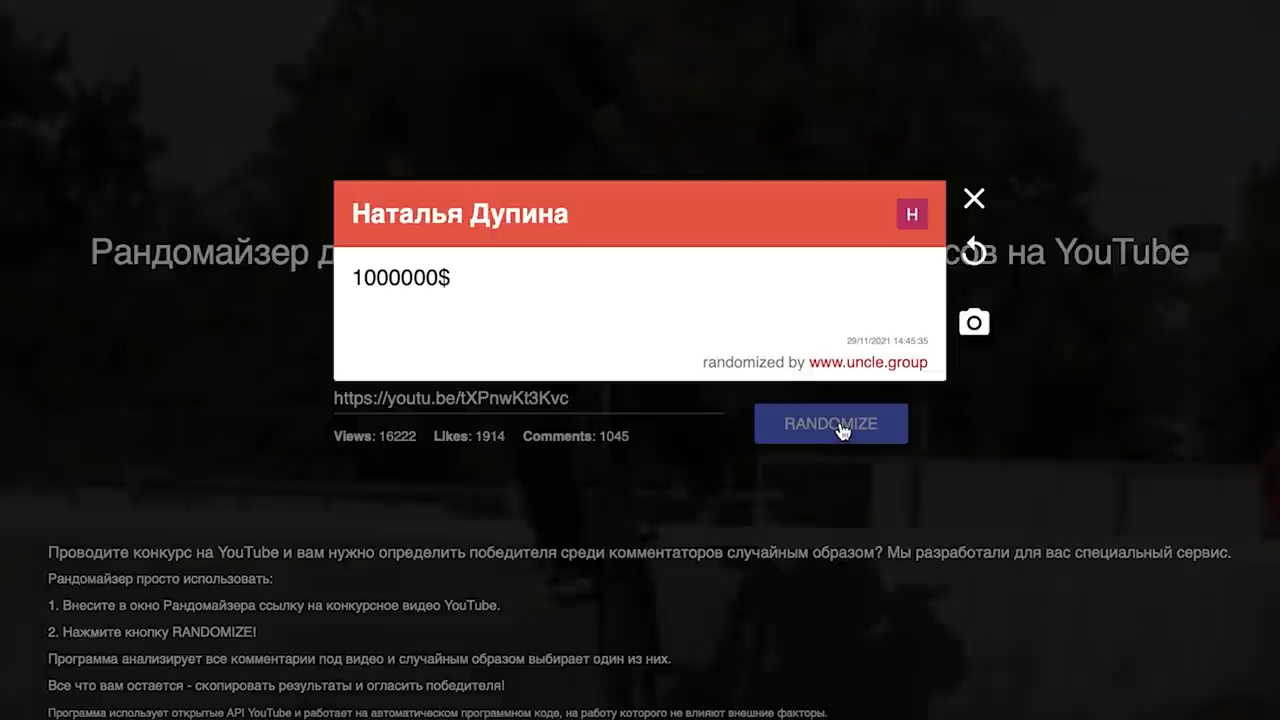 Наталья Дупина
Н
Рандомайзер д
сов на YouTube
1000000$
29/11/2021 14:45:35
randomized by www.uncle.group
https://youtu.be/tXPnwKt3Kvc
RANDOMIZE
Views: 16222 Likes: 1914 Comments: 1045
Проводите конкурс на YouTube и вам нужно определить победителя среди комментаторов случайным образом? Мы разработали для вас специальный сервис.
Рандомайзер просто использовать:
1. Внесите в окно Рандомайзера ссылку на конкурсное видео YouTube.
2. Нажмите кнопку RANDOMIZE!
Программа анализирует все комментарии под видео и случайным образом выбирает один из них.
Все что вам остается - скопировать результаты и огласить победителя!
Программа использует открытые API YouTube и работает на автоматическом программном коде, на работу которого не влияют внешние факторы.